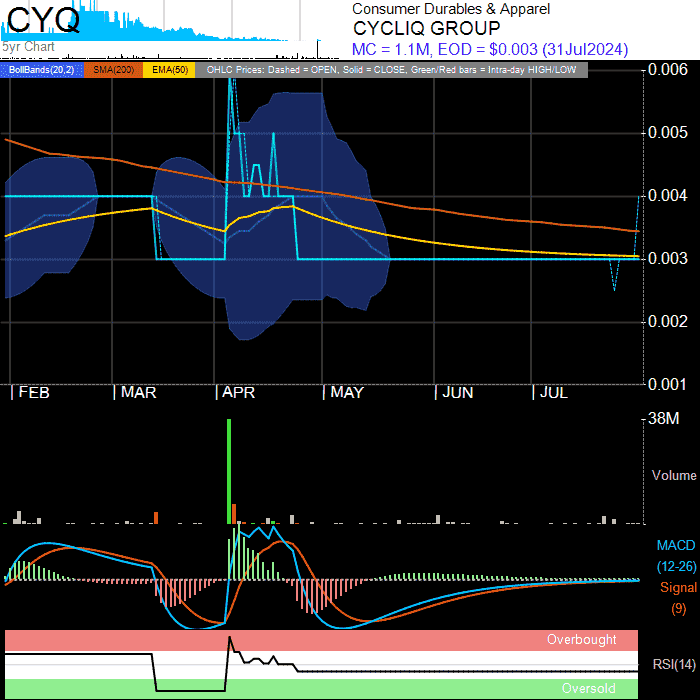 CYQ
5yr Chart
Consumer Durables & Apparel
CYCLIQ GROUP
MC = 1.1M, EOD = $0.003 (31Jul2024)
BollBands(20,2) SMA(200) EMA(50) OHLC Prices: Dashed = OPEN, Solid = CLOSE, Green/Red bars = Intra-day HIGH/LOW
0.006
0.005
0.004
0.003
0.002
0.001
FEB MAR APR MAY JUN JUL
38M
Volume
MACD
(12-26)
Signal
(9)
Overbought
RSI(14)
Oversold